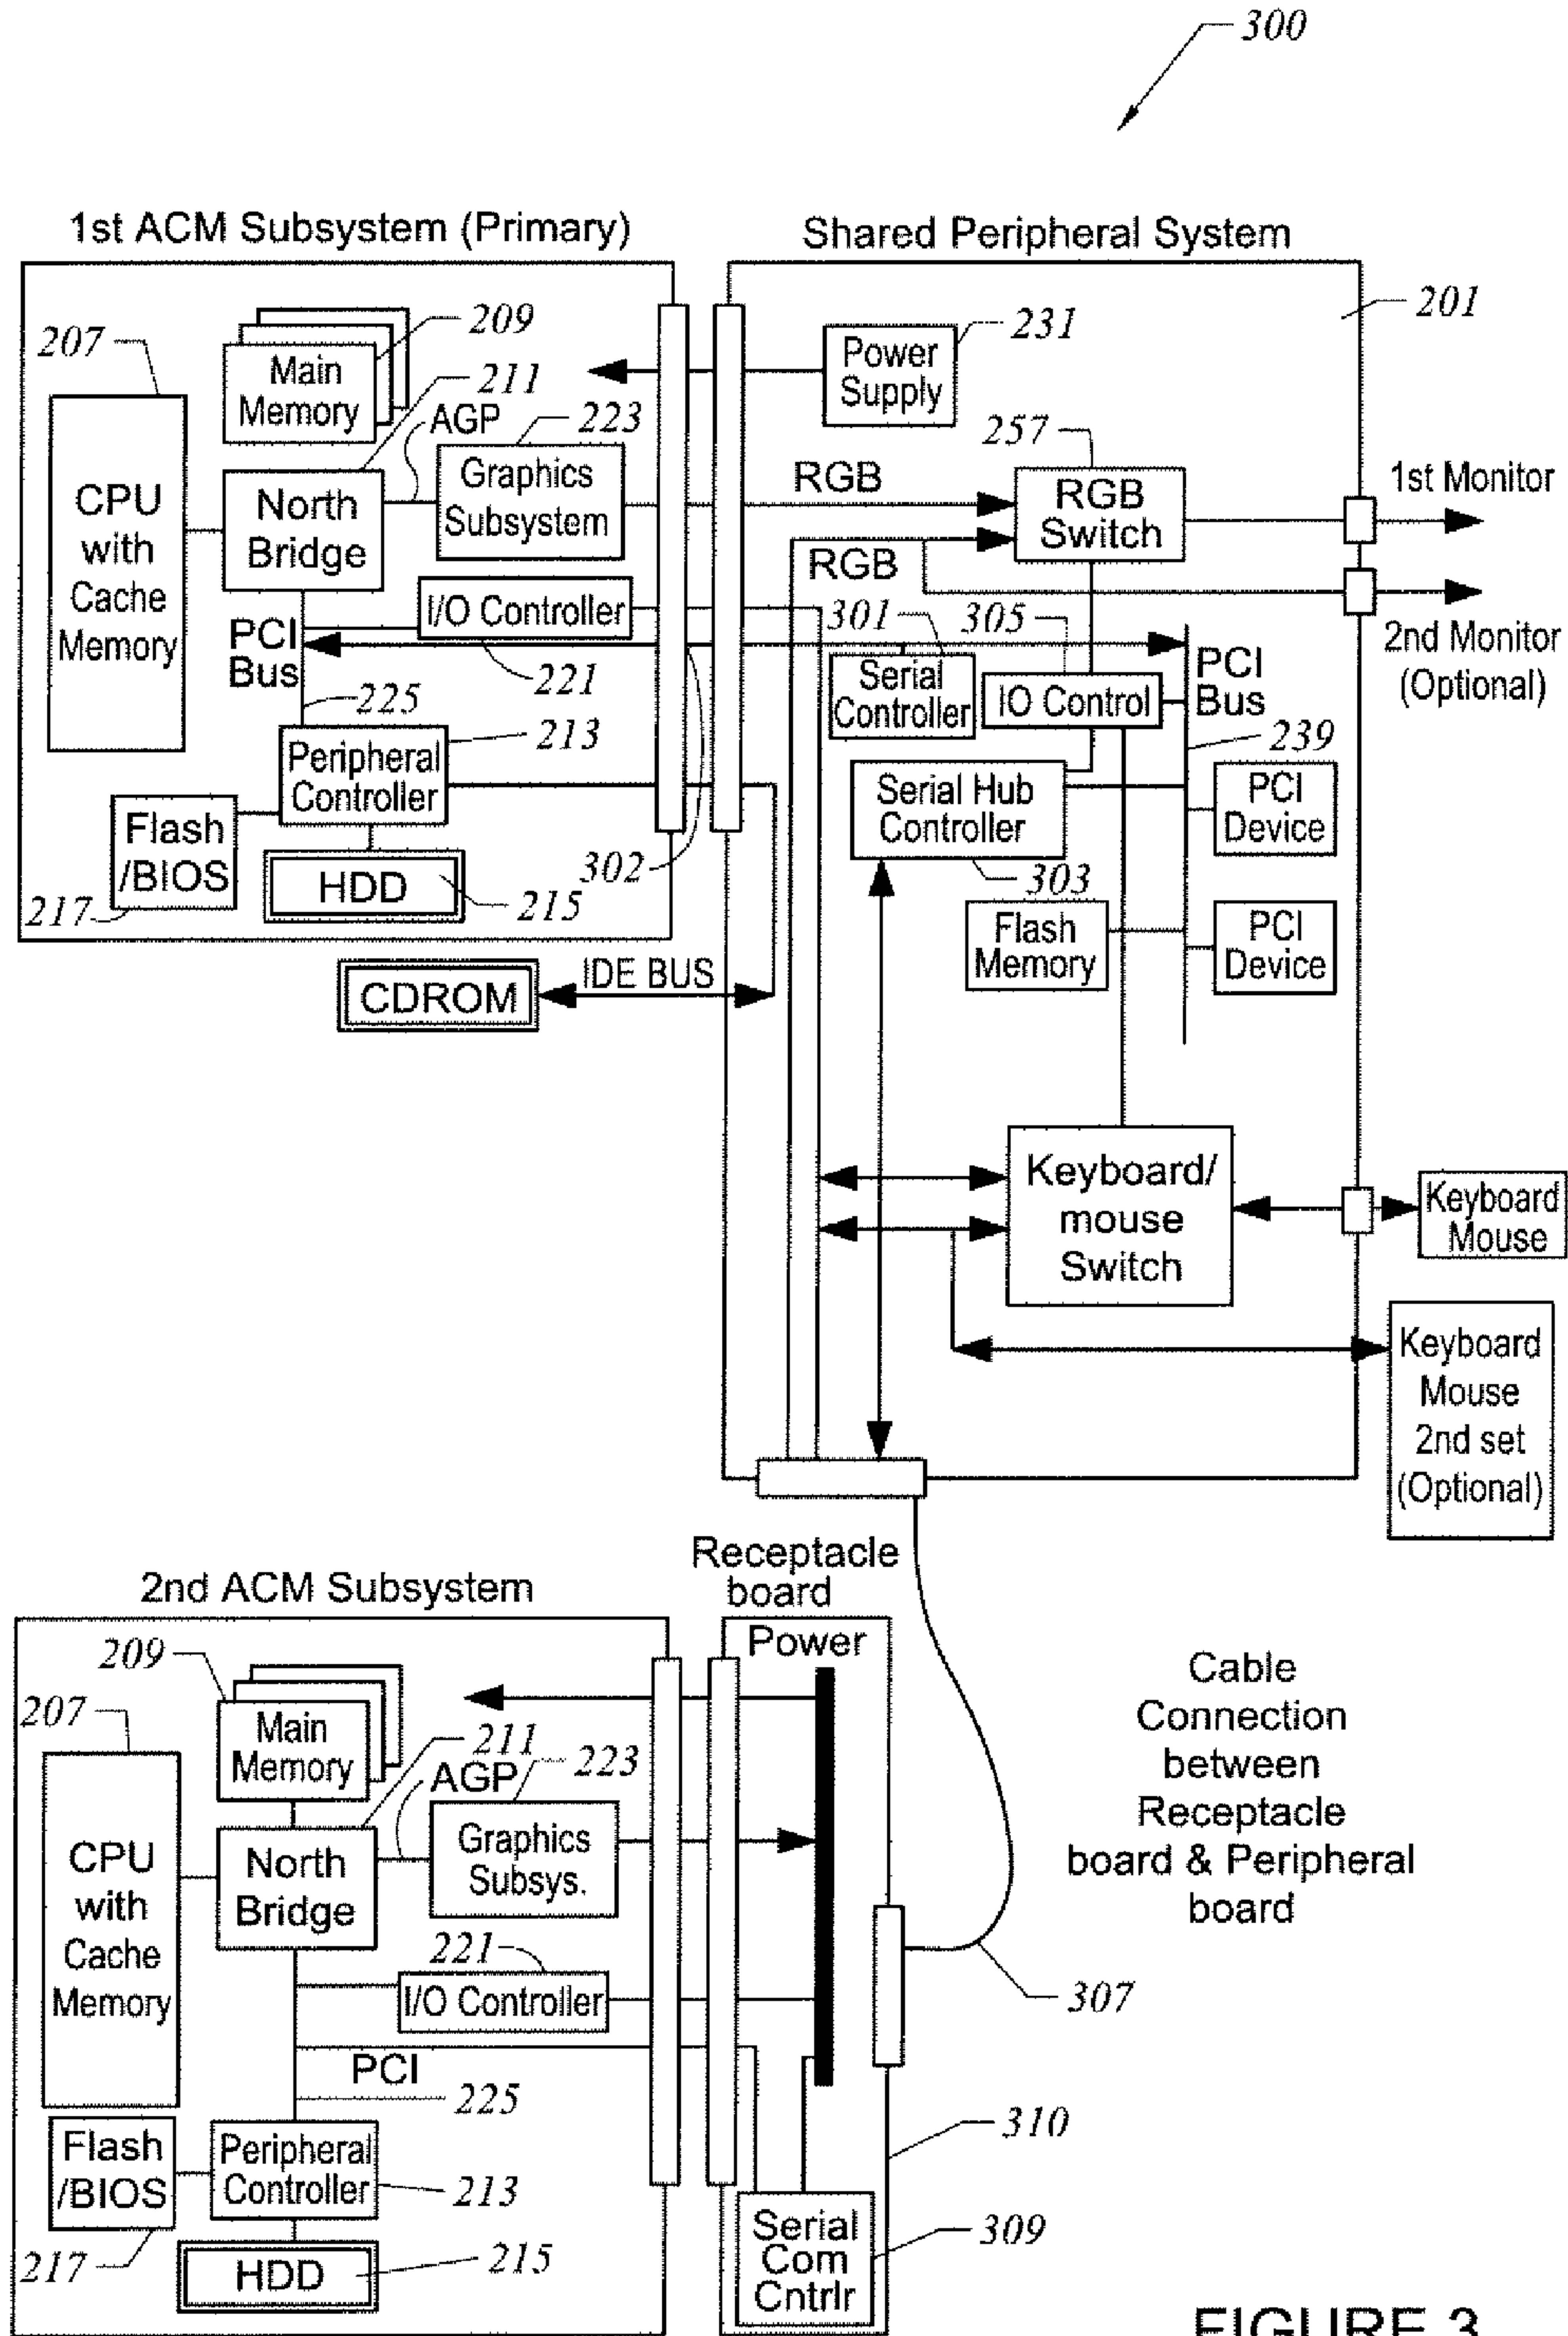 300
1st ACM Subsystem (Primary)
Shared Peripheral System
201
207
209
Main
Memory
211
AGP
223
CPU
with
Cache
Memory
North
Bridge
Graphics
Subsystem
I/O Controller
221
PCI
Bus
225
213
Peripheral
Controller
Flash
/BIOS
217
HDD
215
302
CDROM
IDE BUS
231
Power
Supply
257
RGB
RGB
Switch
RGB
1st Monitor
2nd Monitor
(Optional)
301
305
Serial
Controller
IO Control
PCI
Bus
239
Serial Hub
Controller
303
PCI
Device
Flash
Memory
PCI
Device
Keyboard/
mouse
Switch
Keyboard
Mouse
Keyboard
Mouse
2nd set
(Optional)
2nd ACM Subsystem
Receptacle
board
Power
209
207
Main
Memory
211
AGP
223
CPU
with
Cache
Memory
North
Bridge
Graphics
Subsys.
221
I/O Controller
PCI
225
Flash
/BIOS
217
Peripheral
Controller
213
HDD
215
Cable
Connection
between
Receptacle
board & Peripheral
board
307
310
Serial
Com
Cntrlr
309
FIGURE 3